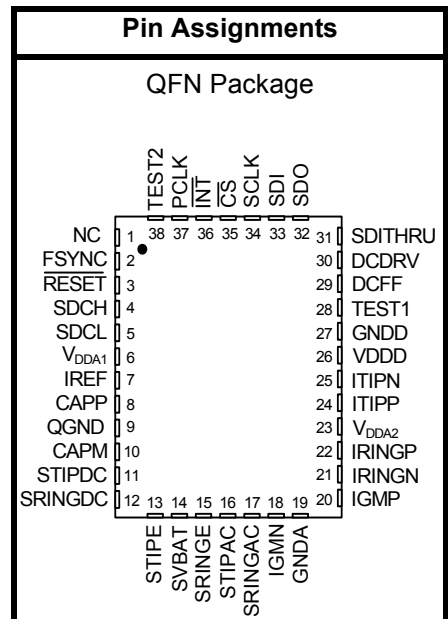 Pin Assignments
QFN Package
TEST2 PCLK INT CS SCLK SDI SDO
38 37 36 35 34 33 32
NC 1
FSYNC 2
RESET 3
SDCH 4
SDCL 5
VDDA1 6
IREF 7
CAPP 8
QGND 9
CAPM 10
STIPDC 11
SRINGDC 12
31 SDITHRU
30 DCDRV
29 DCFF
28 TEST1
27 GNDD
26 VDDD
25 ITIPN
24 ITIPP
23 VDDA2
22 IRINGP
21 IRINGN
20 IGMP
13 14 15 16 17 18 19
STIPE SVBAT SRINGE STIPAC SRINGAC IGMN GNDA